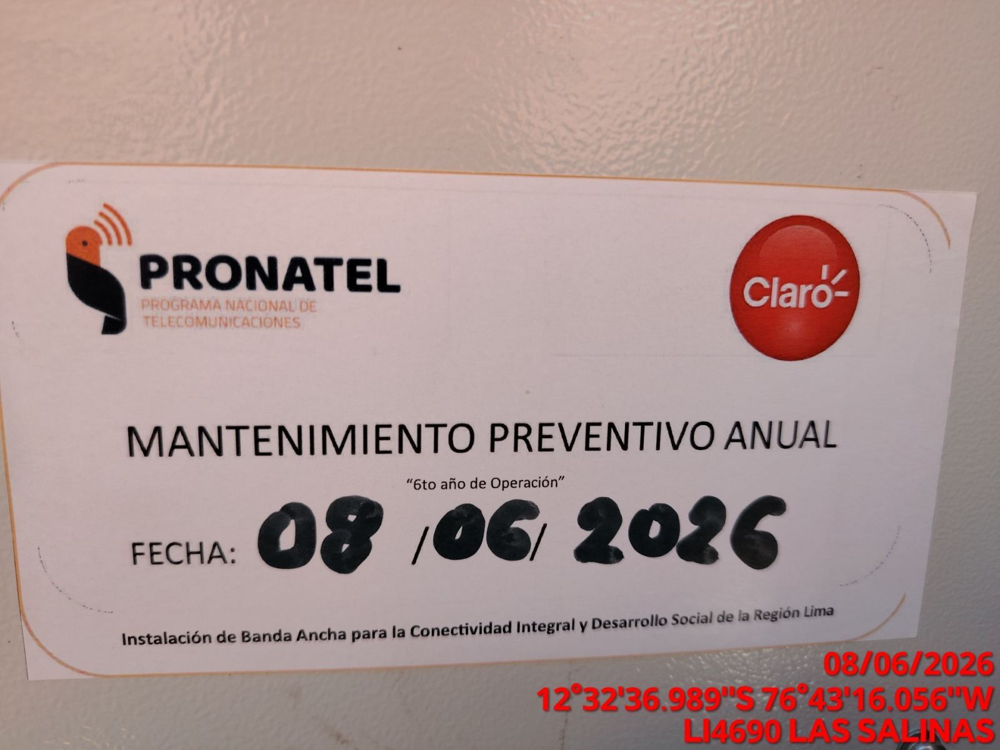 PRONATEL
PROGRAMA NACIONAL DE
TELECOMUNICACIONES
Claro
MANTENIMIENTO PREVENTIVO ANUAL
“6to año de Operación”
FECHA: 08 /06/ 2026
Instalación de Banda Ancha para la Conectividad Integral y Desarrollo Social de la Región Lima
08/06/2026
12°32'36.989"S 76°43'16.056"W
LI4690 LAS SALINAS